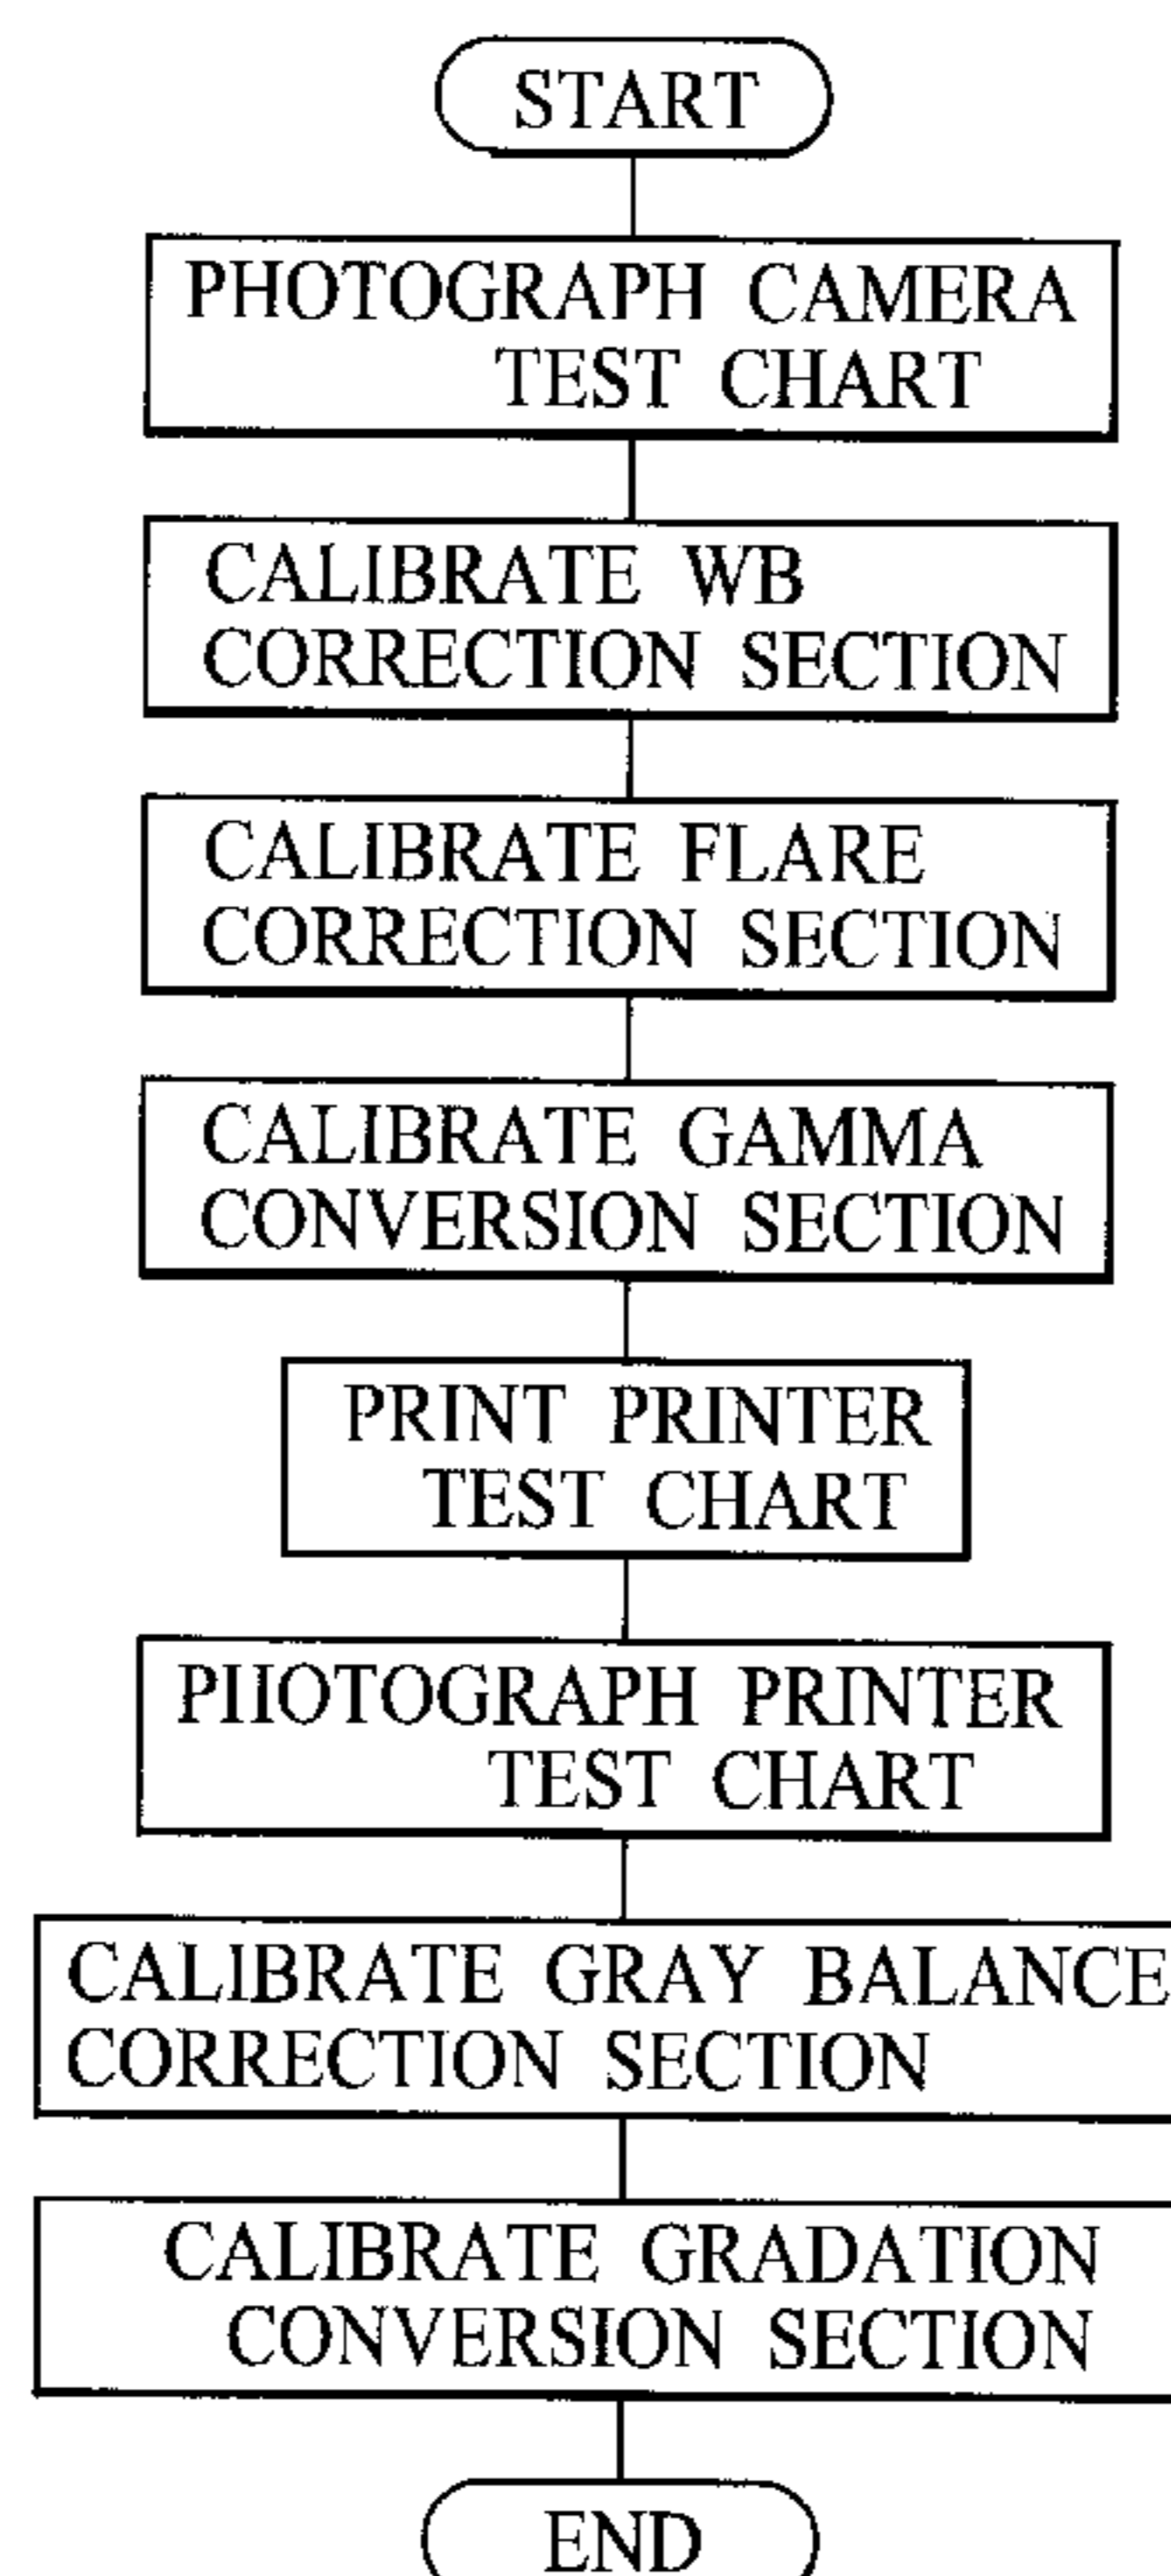 START
PHOTOGRAPH CAMERA
TEST CHART
CALIBRATE WB
CORRECTION SECTION
CALIBRATE FLARE
CORRECTION SECTION
CALIBRATE GAMMA
CONVERSION SECTION
PRINT PRINTER
TEST CHART
PHOTOGRAPH PRINTER
TEST CHART
CALIBRATE GRAY BALANCE
CORRECTION SECTION
CALIBRATE GRADATION
CONVERSION SECTION
END